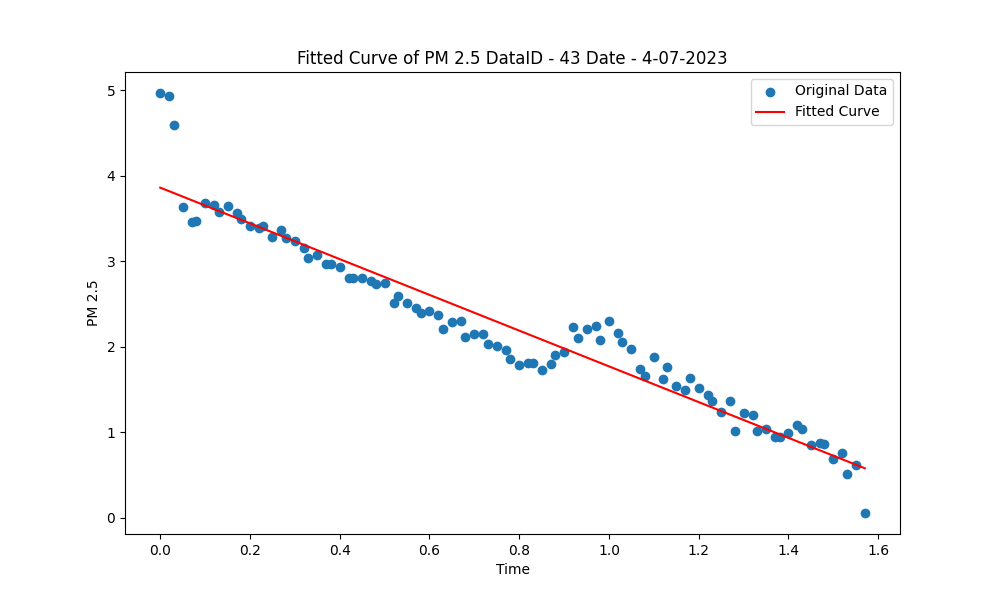 Fitted Curve of PM 2.5 DataID - 43 Date - 4-07-2023
Original Data
Fitted Curve
PM 2.5
5
4
3
2
1
0
0.0 0.2 0.4 0.6 0.8 1.0 1.2 1.4 1.6
Time